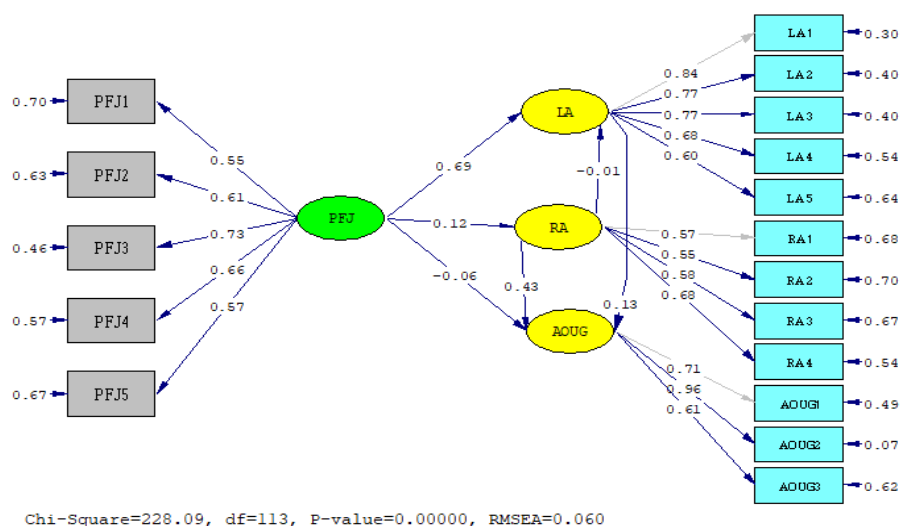 LA1
0.30
0.84
LA2
0.40
0.77
LA3
0.40
0.77
LA4
0.54
0.68
LA5
0.64
0.60
RA1
0.68
0.57
RA2
0.70
0.55
RA3
0.67
0.58
RA4
0.54
0.68
AOUG1
0.49
0.71
AOUG2
0.07
0.96
AOUG3
0.62
0.61
LA
RA
AOUG
0.69
-0.01
0.12
-0.06
0.43
0.13
PFJ
0.70
PFJ1
0.55
0.63
PFJ2
0.61
0.46
PFJ3
0.73
0.57
PFJ4
0.66
0.67
PFJ5
0.57
Chi-Square=228.09, df=113, P-value=0.00000, RMSEA=0.060